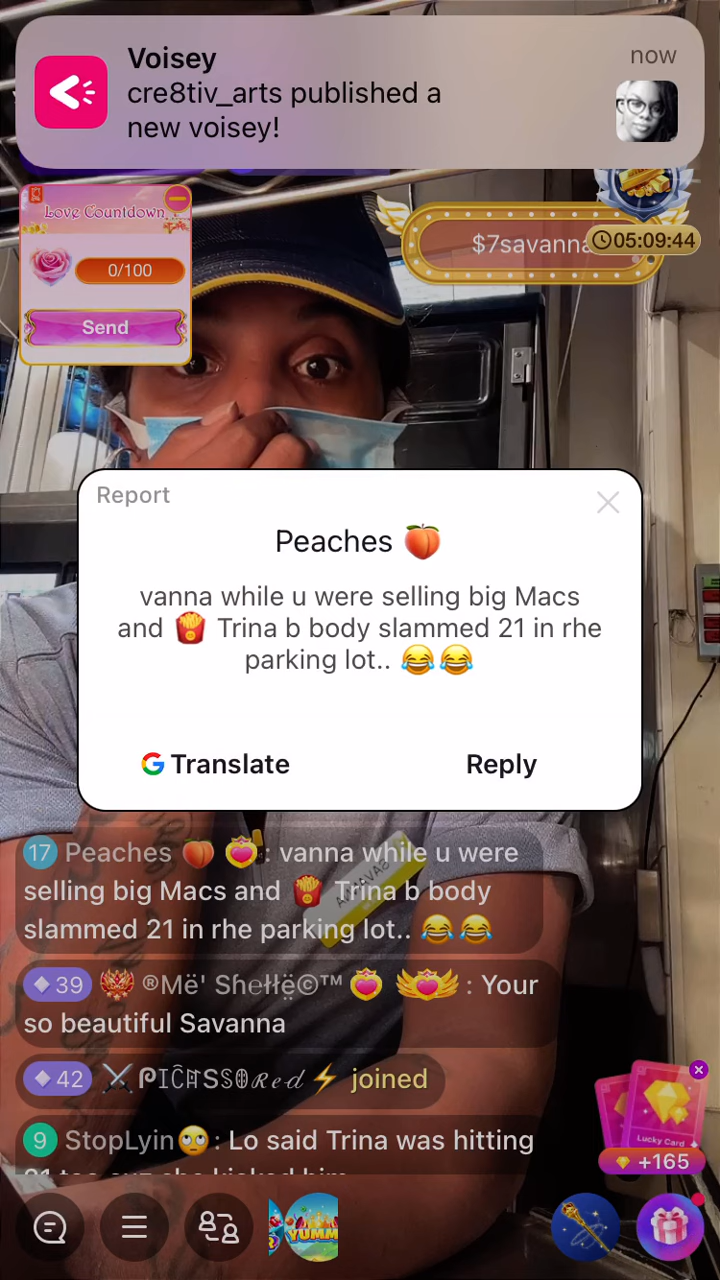 Voisey
now
cre8tiv_arts published a
new voisey!
Love Countdown
0/100
Send
$7savanna
05:09:44
Report
Peaches 🍑
vanna while u were selling big Macs
and 🍟 Trina b body slammed 21 in rhe
parking lot.. 😂😂
Translate
Reply
17 Peaches 🍑 : vanna while u were
selling big Macs and 🍟 Trina b body
slammed 21 in rhe parking lot.. 😂😂
39 ®Më' Shełłë©™ : Your
so beautiful Savanna
42 ⚔ ⚡ joined
9 StopLyin🙄: Lo said Trina was hitting
SAVANNA
Lucky Card
+165
YUMM